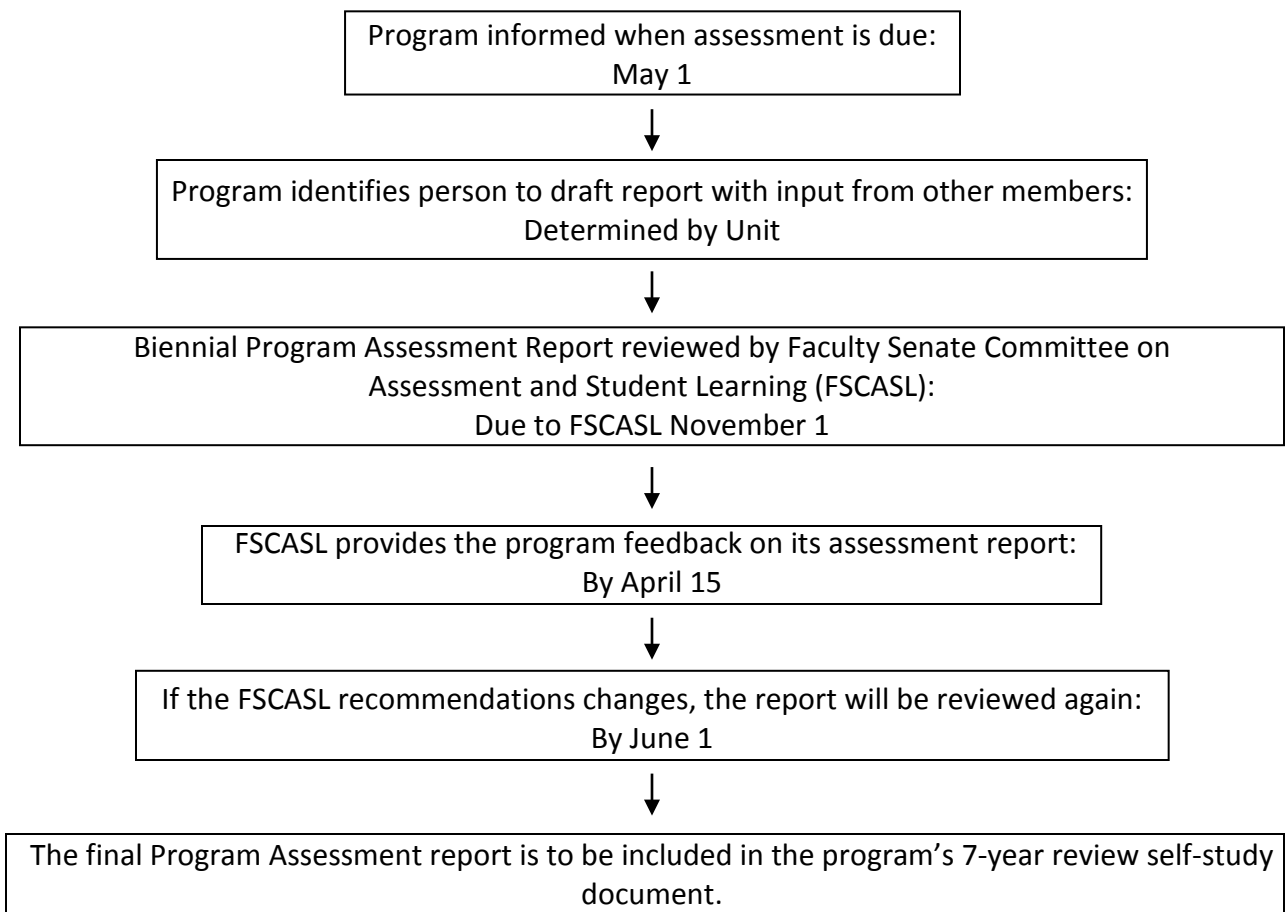 Program informed when assessment is due:
May 1
Program identifies person to draft report with input from other members:
Determined by Unit
Biennial Program Assessment Report reviewed by Faculty Senate Committee on
Assessment and Student Learning (FSCASL):
Due to FSCASL November 1
FSCASL provides the program feedback on its assessment report:
By April 15
If the FSCASL recommendations changes, the report will be reviewed again:
By June 1
The final Program Assessment report is to be included in the program’s 7-year review self-study
document.